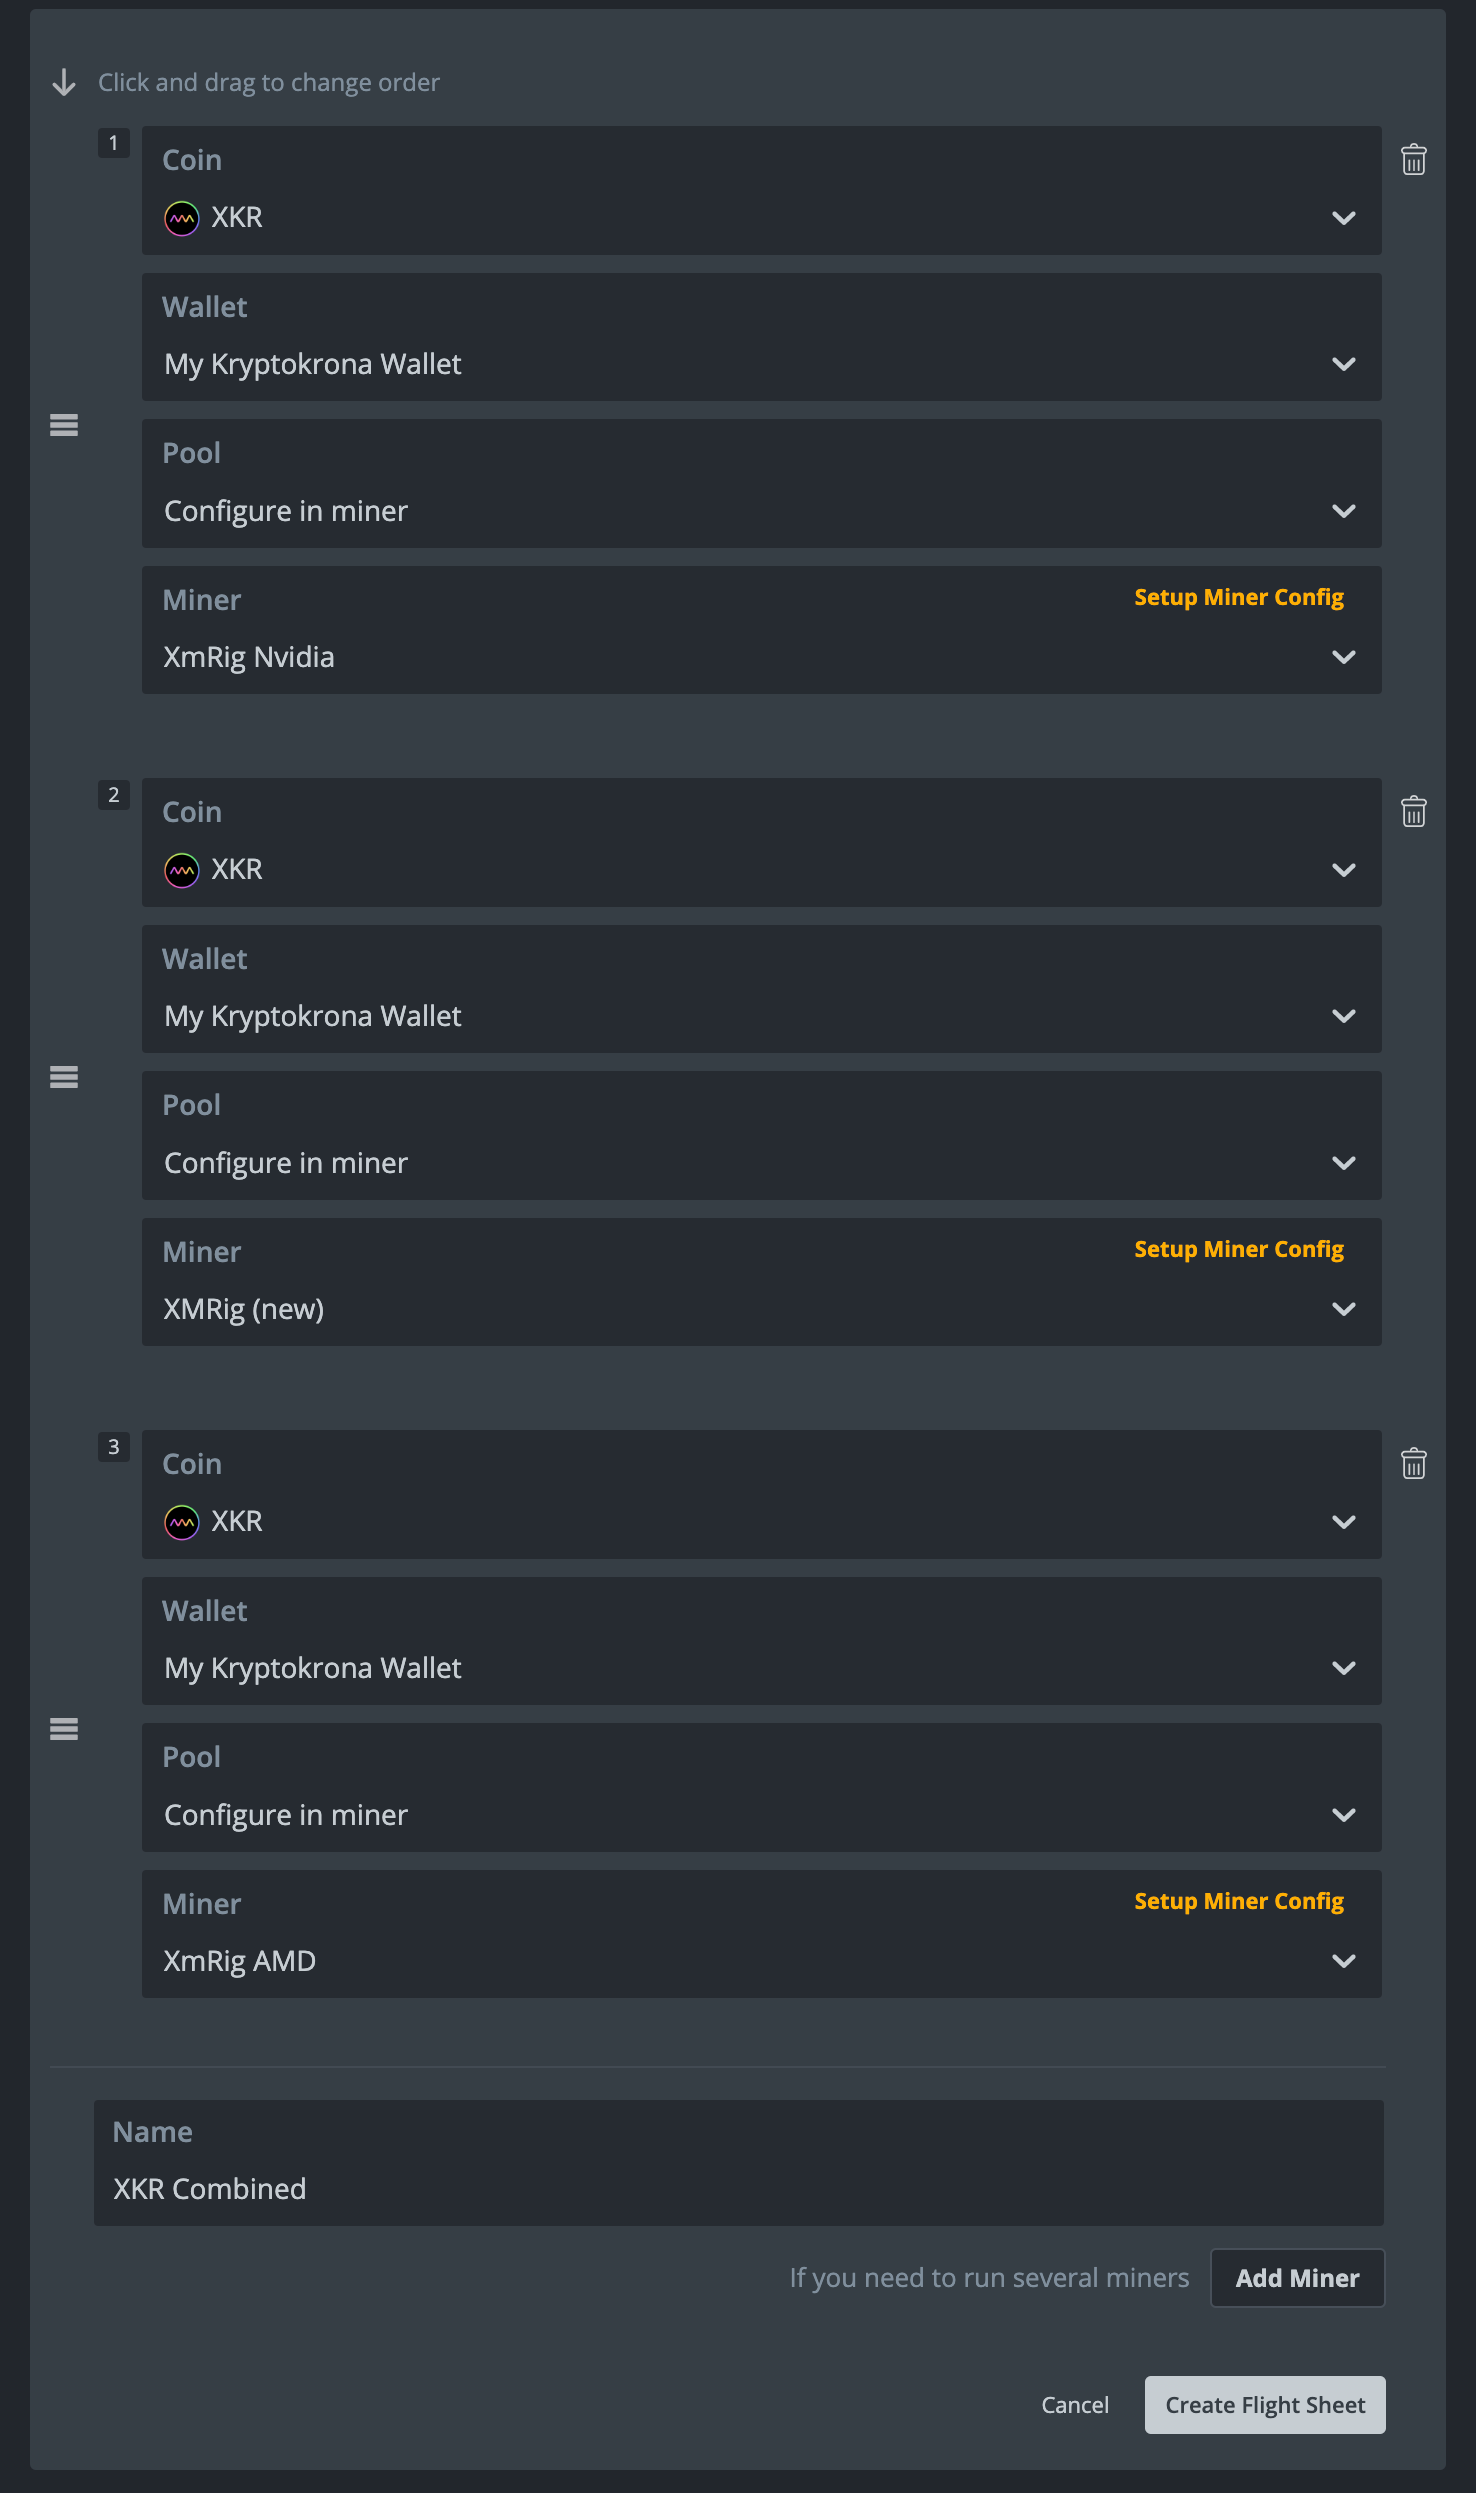 Click and drag to change order
1
Coin
XKR
Wallet
My Kryptokrona Wallet
Pool
Configure in miner
Miner
Setup Miner Config
XmRig Nvidia
2
Coin
XKR
Wallet
My Kryptokrona Wallet
Pool
Configure in miner
Miner
Setup Miner Config
XMRig (new)
3
Coin
XKR
Wallet
My Kryptokrona Wallet
Pool
Configure in miner
Miner
Setup Miner Config
XmRig AMD
Name
XKR Combined
If you need to run several miners
Add Miner
Cancel
Create Flight Sheet